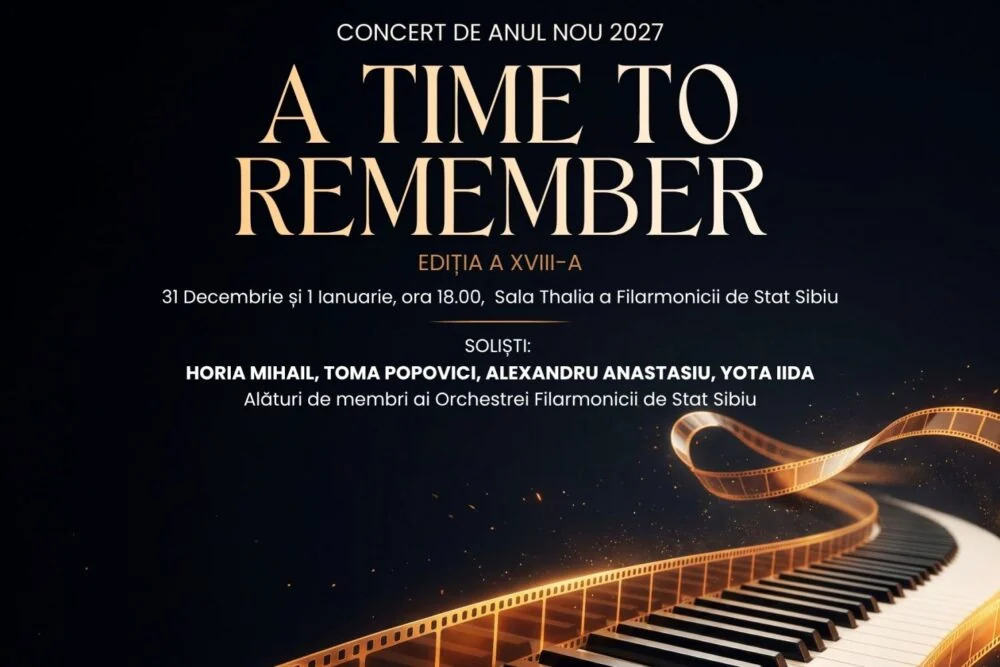 CONCERT DE ANUL NOU 2027
A TIME TO
REMEMBER
EDIȚIA A XVIII-A
31 Decembrie și 1 Ianuarie, ora 18.00, Sala Thalia a Filarmonicii de Stat Sibiu
SOLIȘTI:
HORIA MIHAIL, TOMA POPOVICI, ALEXANDRU ANASTASIU, YOTA IIDA
Alături de membri ai Orchestrei Filarmonicii de Stat Sibiu